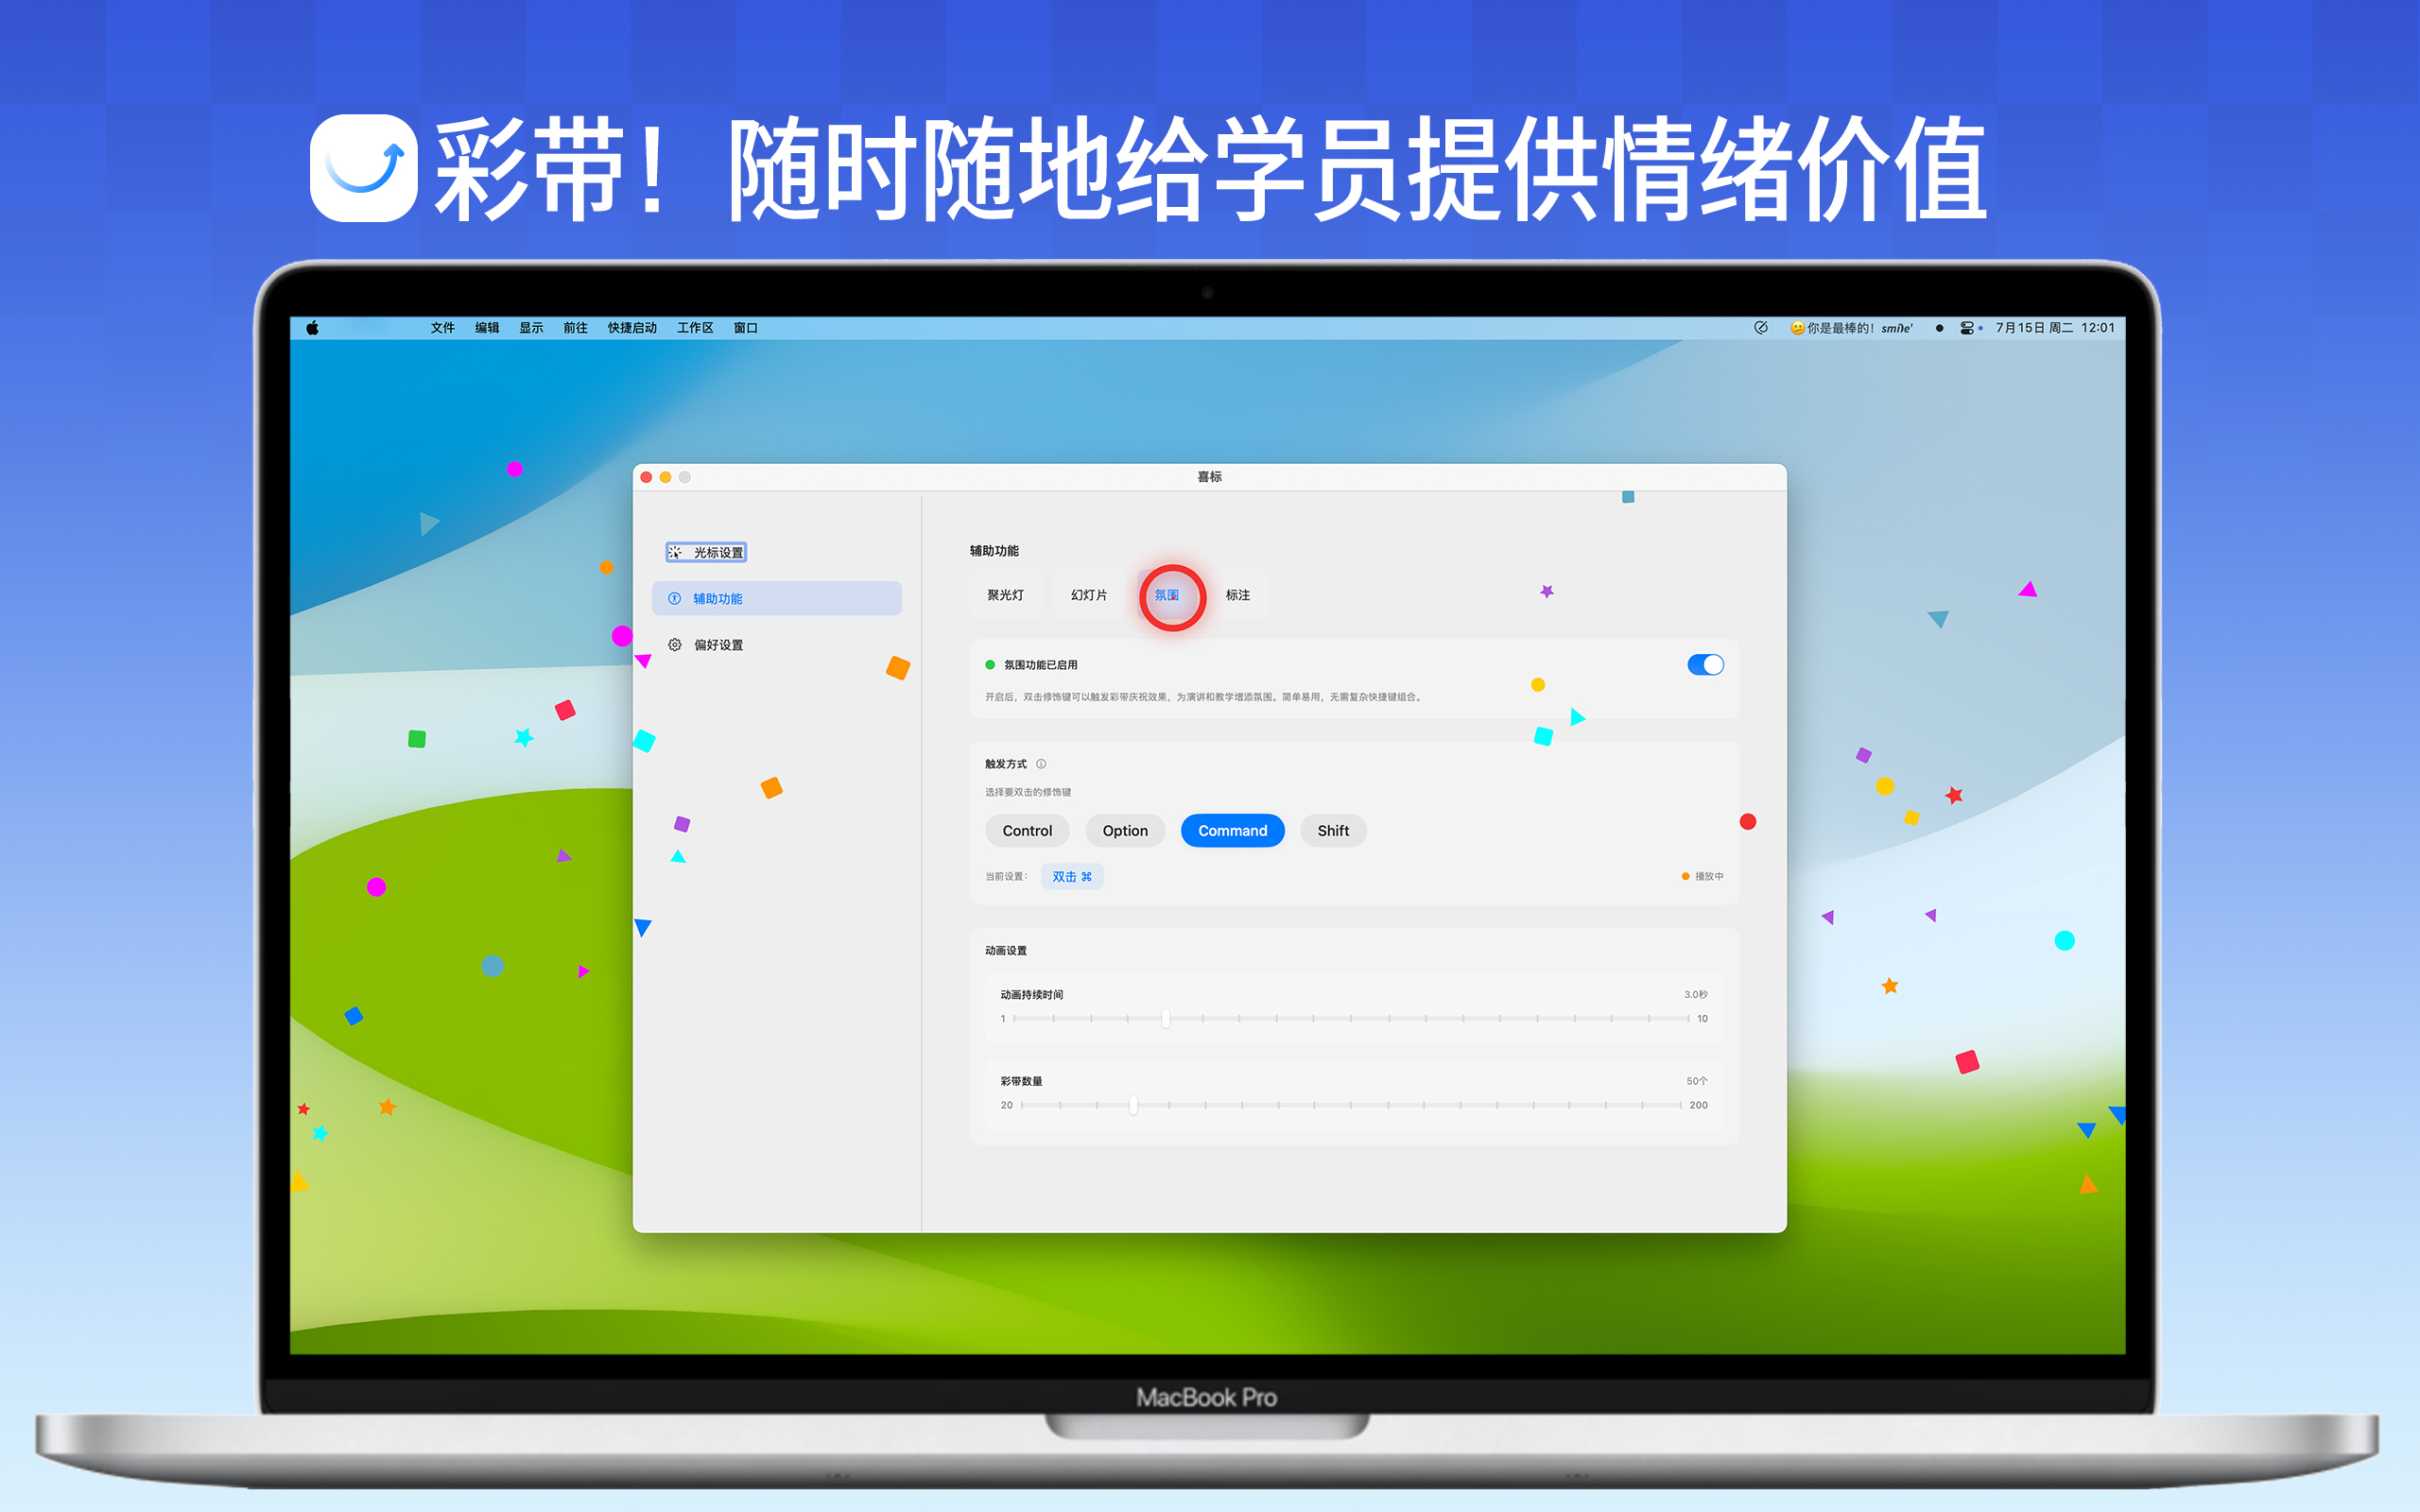 彩带！随时随地给学员提供情绪价值
文件 编辑 显示 前往 快捷启动 工作区 窗口
🫡你是最棒的！smile' 7月15日 周二 12:01
喜标
光标设置
辅助功能
偏好设置
辅助功能
聚光灯 幻灯片 氛围 标注
氛围功能已启用
开启后，双击修饰键可以触发彩带庆祝效果，为演讲和教学增添氛围。简单易用，无需复杂快捷键组合。
触发方式
选择要双击的修饰键
Control Option Command Shift
当前设置： 双击 ⌘ 播放中
动画设置
动画持续时间 3.0秒
1 10
彩带数量 50个
20 200
MacBook Pro